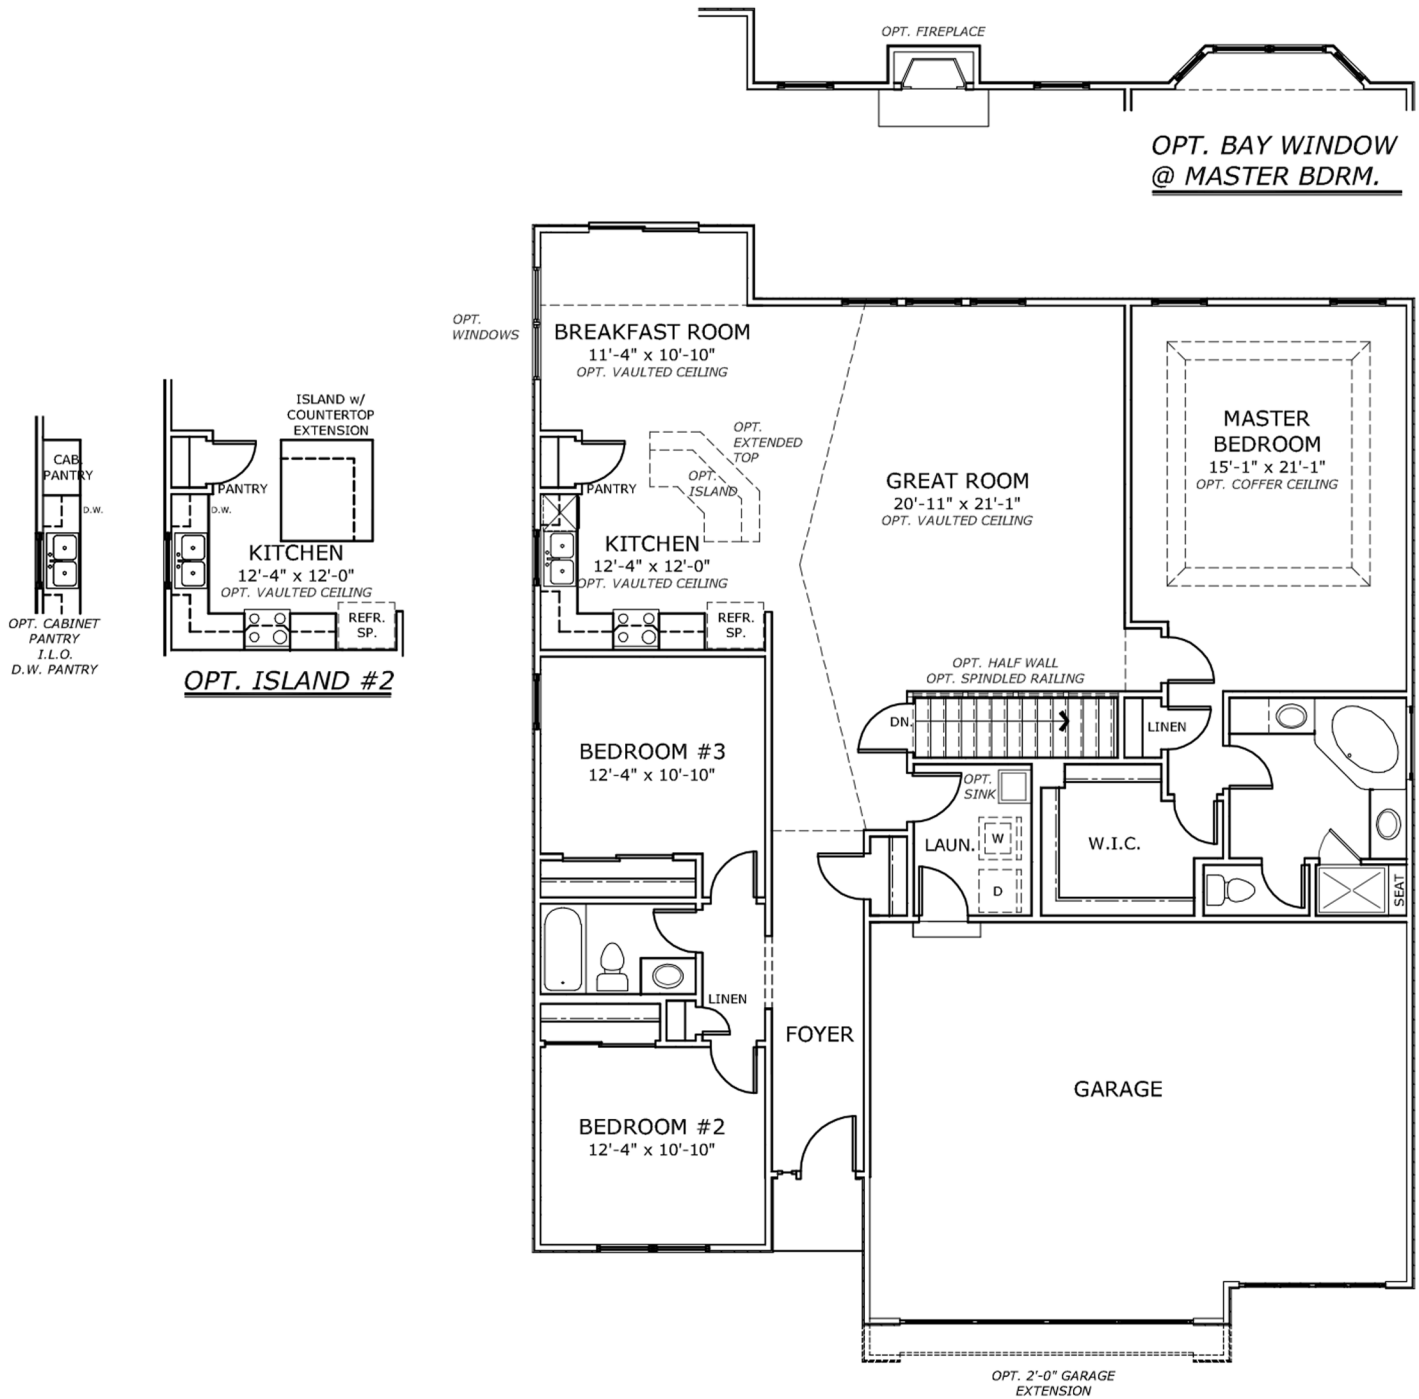 OPT. FIREPLACE
OPT. BAY WINDOW
@ MASTER BDRM.
OPT.
WINDOWS
BREAKFAST ROOM
11'-4" x 10'-10"
OPT. VAULTED CEILING
MASTER
BEDROOM
15'-1" x 21'-1"
OPT. COFFER CEILING
GREAT ROOM
20'-11" x 21'-1"
OPT. VAULTED CEILING
OPT.
EXTENDED
TOP
OPT.
ISLAND
PANTRY
KITCHEN
12'-4" x 12'-0"
OPT. VAULTED CEILING
REFR.
SP.
ISLAND w/
COUNTERTOP
EXTENSION
PANTRY
D.W.
KITCHEN
12'-4" x 12'-0"
OPT. VAULTED CEILING
REFR.
SP.
OPT. ISLAND #2
CAB.
PANTRY
D.W.
OPT. CABINET
PANTRY
I.L.O.
D.W. PANTRY
OPT. HALF WALL
OPT. SPINDLED RAILING
DN.
LINEN
BEDROOM #3
12'-4" x 10'-10"
OPT.
SINK
LAUN.
W
D
W.I.C.
SEAT
LINEN
FOYER
GARAGE
BEDROOM #2
12'-4" x 10'-10"
OPT. 2'-0" GARAGE
EXTENSION